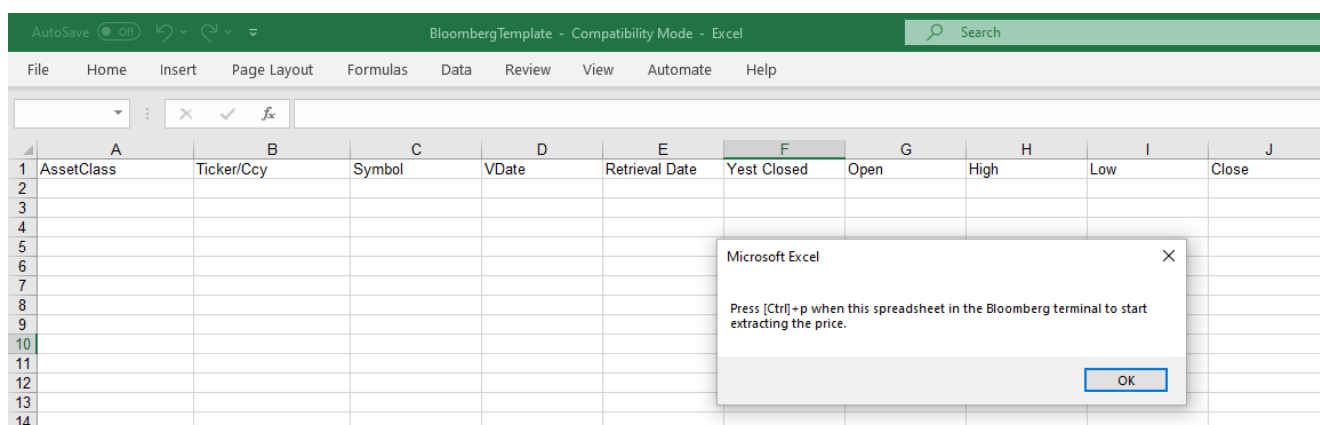 AutoSave Off BloombergTemplate - Compatibility Mode - Excel Search
File Home Insert Page Layout Formulas Data Review View Automate Help
fx
A B C D E F G H I J
1 AssetClass Ticker/Ccy Symbol VDate Retrieval Date Yest Closed Open High Low Close
2
3
4
5
6
7
8
9
10
11
12
13
14
Microsoft Excel
Press [Ctrl]+p when this spreadsheet in the Bloomberg terminal to start
extracting the price.
OK